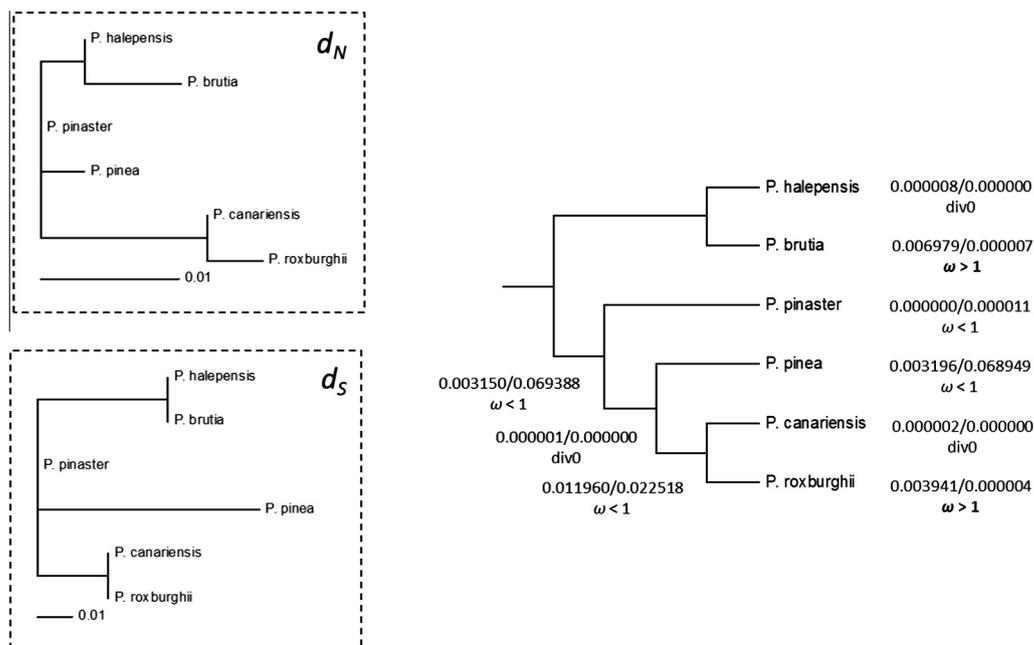 d_N
P. halepensis
P. brutia
P. pinaster
P. pinea
P. canariensis
P. roxburghii
0.01
d_S
P. halepensis
P. brutia
P. pinaster
P. pinea
P. canariensis
P. roxburghii
0.01
P. halepensis 0.000008/0.000000
div0
P. brutia 0.006979/0.000007
ω > 1
P. pinaster 0.000000/0.000011
ω < 1
P. pinea 0.003196/0.068949
ω < 1
0.003150/0.069388
ω < 1
P. canariensis 0.000002/0.000000
div0
0.000001/0.000000
div0
P. roxburghii 0.003941/0.000004
ω > 1
0.011960/0.022518
ω < 1